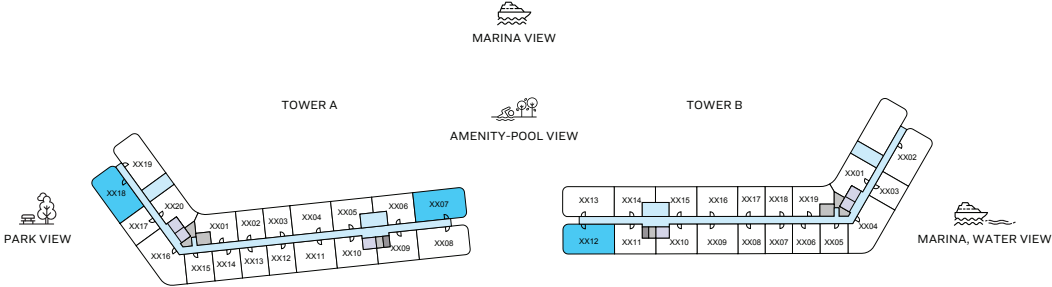 MARINA VIEW
TOWER A
TOWER B
AMENITY-POOL VIEW
PARK VIEW
MARINA, WATER VIEW
XX19
XX18
XX20
XX17
XX16
XX15
XX01
XX02
XX03
XX04
XX05
XX06
XX07
XX14
XX13
XX12
XX11
XX10
XX09
XX08
XX13
XX14
XX15
XX16
XX17
XX18
XX19
XX01
XX02
XX03
XX04
XX12
XX11
XX10
XX09
XX08
XX07
XX06
XX05